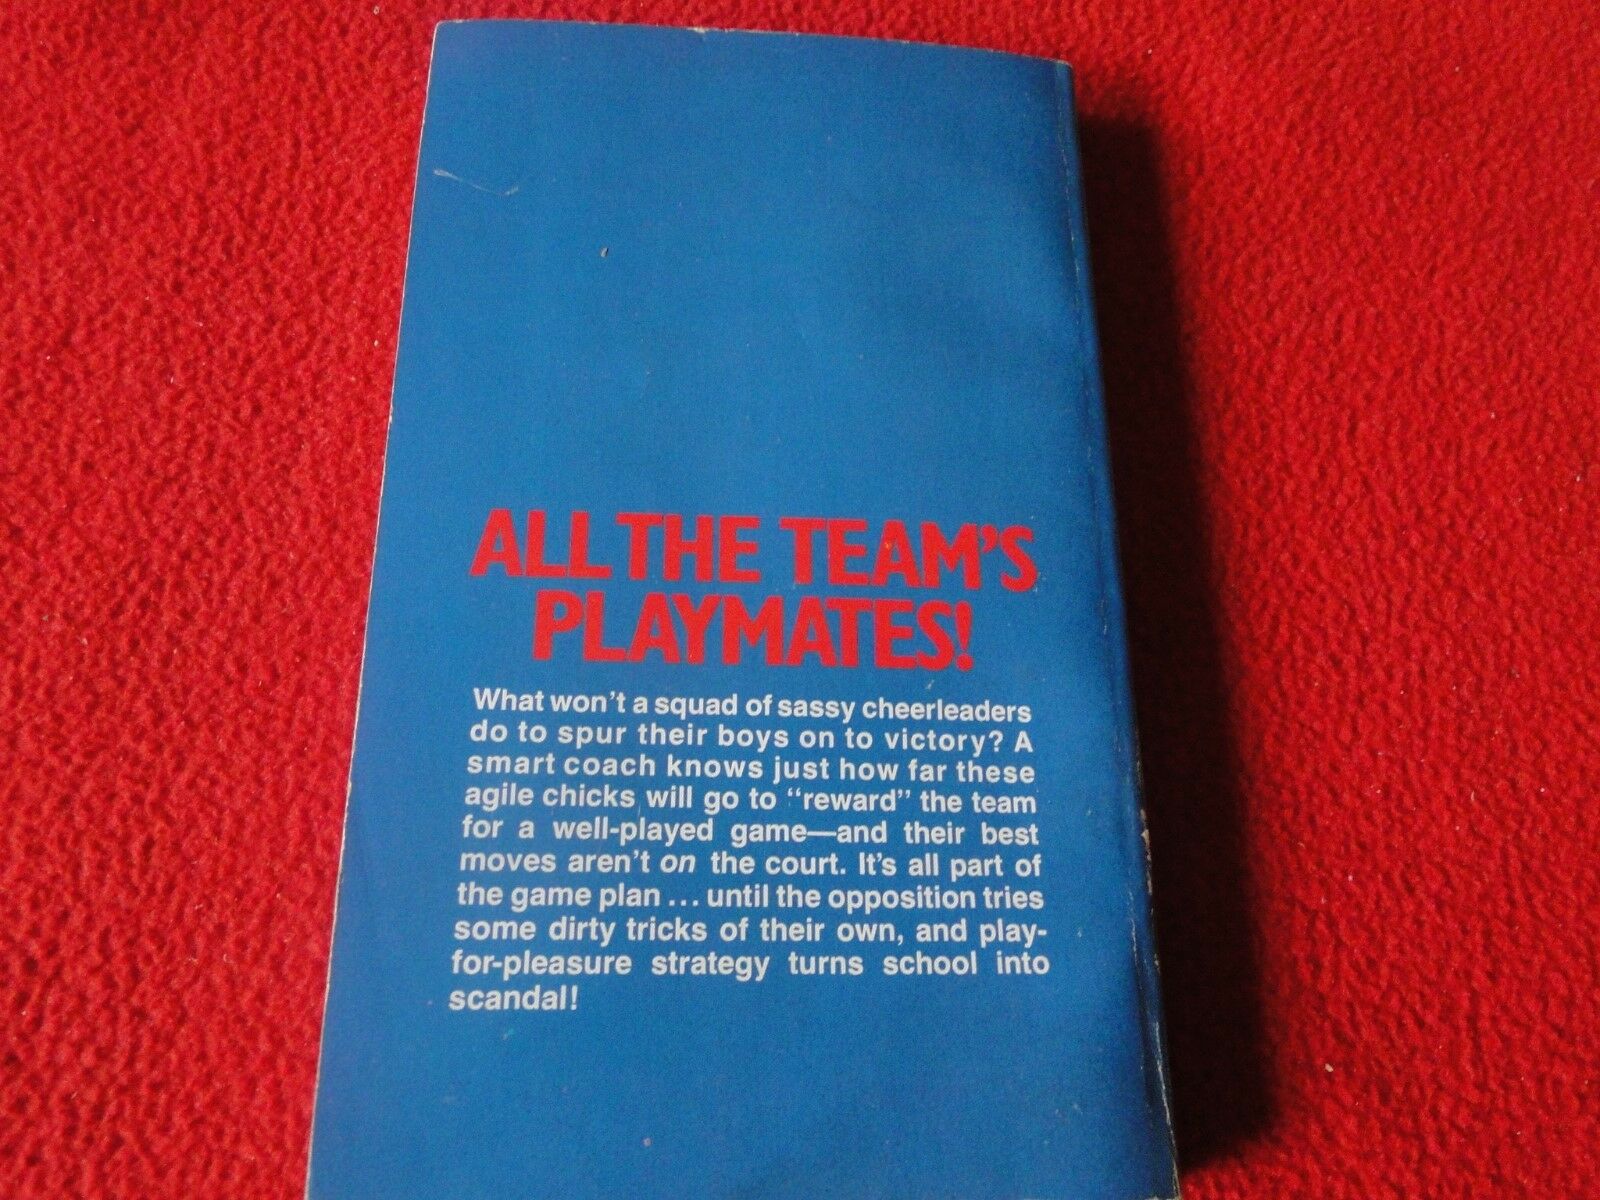 ALL THE TEAM'S
PLAYMATES!
What won't a squad of sassy cheerleaders
do to spur their boys on to victory? A
smart coach knows just how far these
agile chicks will go to "reward" the team
for a well-played game—and their best
moves aren't on the court. It's all part of
the game plan ... until the opposition tries
some dirty tricks of their own, and play-
for-pleasure strategy turns school into
scandal!